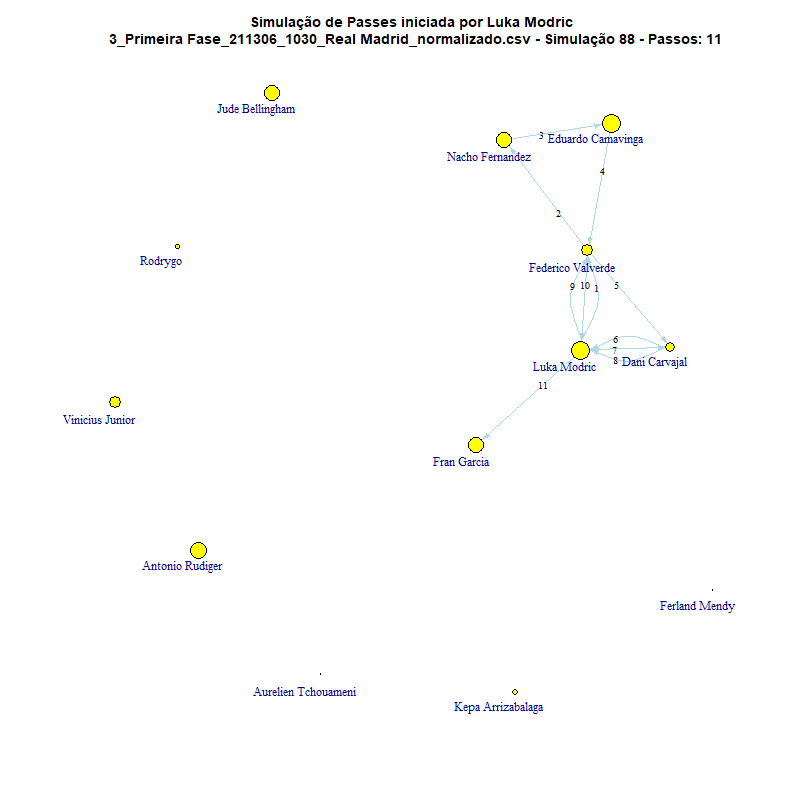 Simulação de Passes iniciada por Luka Modric
3_Primeira Fase_211306_1030_Real Madrid_normalizado.csv - Simulação 88 - Passos: 11
Jude Bellingham
3
Eduardo Camavinga
Nacho Fernandez
4
2
Rodrygo
Federico Valverde
9
10
1
5
6
7
8
Dani Carvajal
Luka Modric
11
Vinicius Junior
Fran Garcia
Antonio Rudiger
Ferland Mendy
Aurelien Tchouameni
Kepa Arrizabalaga